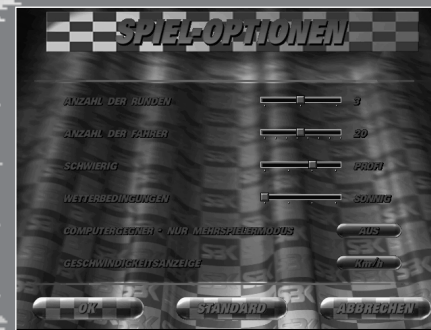 SPIEL-OPTIONEN
ANZAHL DER RUNDEN 3
ANZAHL DER FAHRER 20
SCHWIERIG PROFI
WETTERBEDINGUNGEN SONNIG
COMPUTERGEGNER * NUR MEHRSPIELERMODUS AUS
GESCHWINDIGKEITSANZEIGE Km/h
OK STANDARD ABBRECHEN